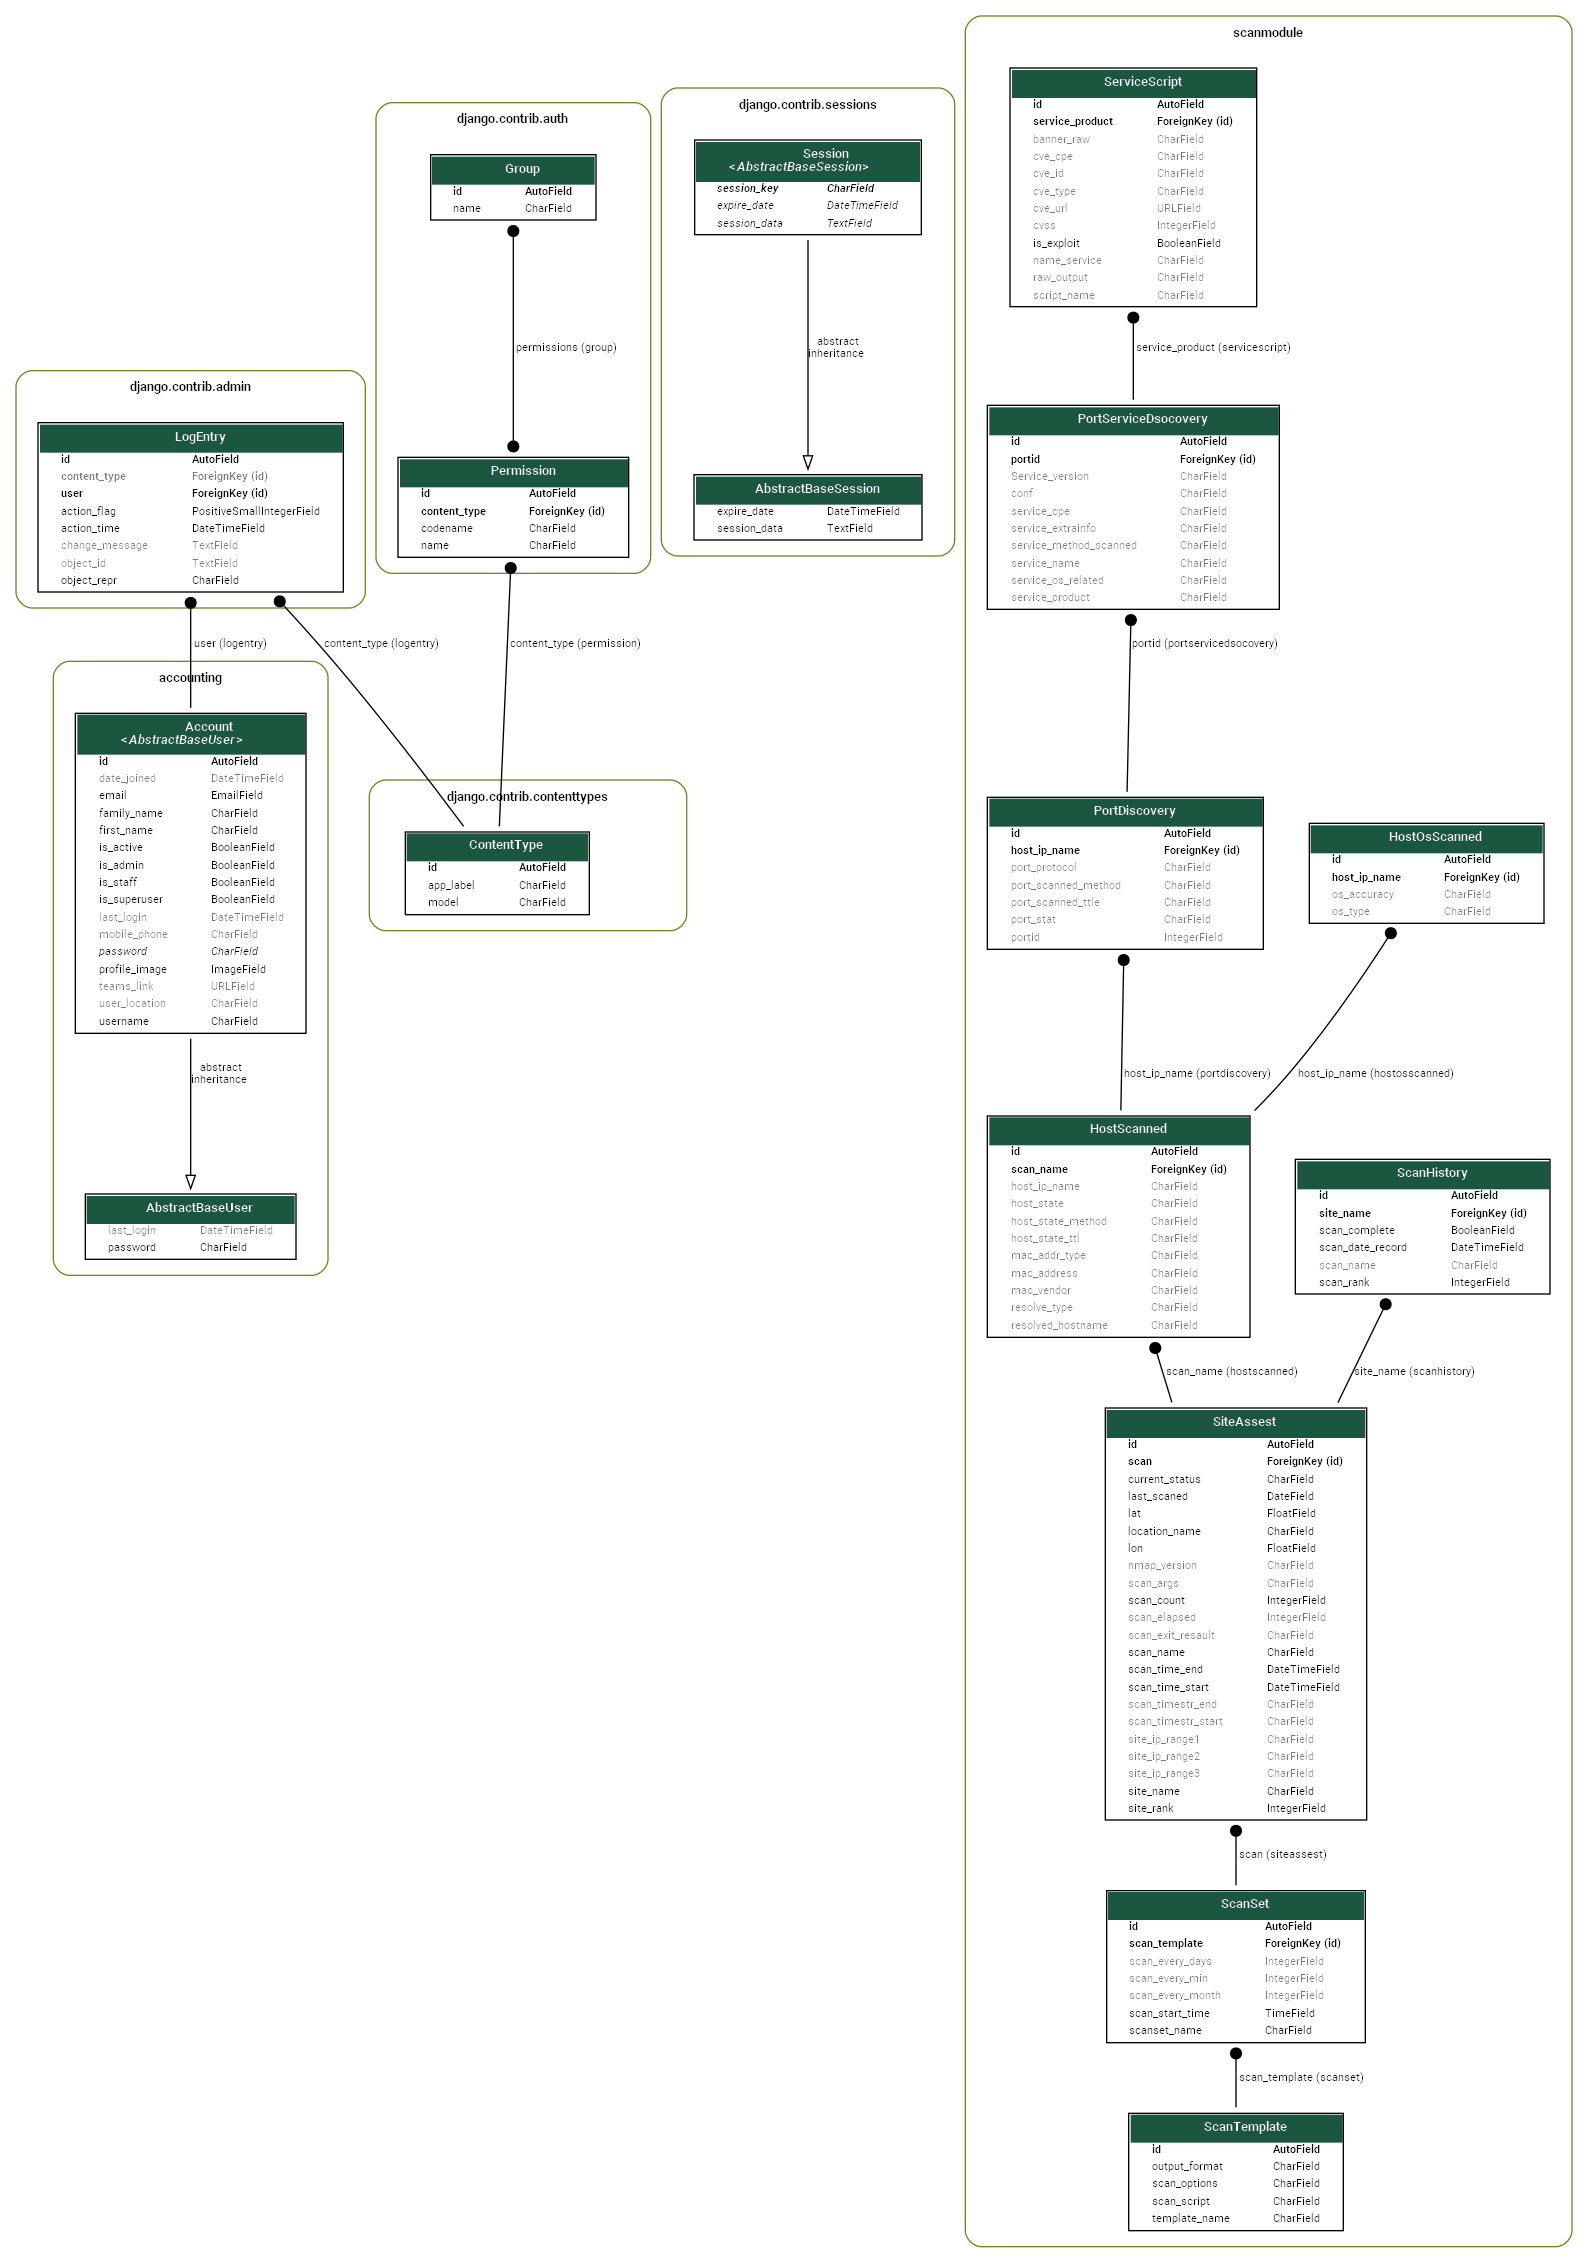 django.contrib.admin
LogEntry
id AutoField
content_type ForeignKey (id)
user ForeignKey (id)
action_flag PositiveSmallIntegerField
action_time DateTimeField
change_message TextField
object_id TextField
object_repr CharField
user (logentry)
content_type (logentry)
accounting
Account
<AbstractBaseUser>
id AutoField
date_joined DateTimeField
email EmailField
family_name CharField
first_name CharField
is_active BooleanField
is_admin BooleanField
is_staff BooleanField
is_superuser BooleanField
last_login DateTimeField
mobile_phone CharField
password CharField
profile_image ImageField
teams_link URLField
user_location CharField
username CharField
abstract
inheritance
AbstractBaseUser
last_login DateTimeField
password CharField
django.contrib.auth
Group
id AutoField
name CharField
permissions (group)
Permission
id AutoField
content_type ForeignKey (id)
codename CharField
name CharField
content_type (permission)
django.contrib.contenttypes
ContentType
id AutoField
app_label CharField
model CharField
django.contrib.sessions
Session
<AbstractBaseSession>
session_key CharField
expire_date DateTimeField
session_data TextField
abstract
inheritance
AbstractBaseSession
expire_date DateTimeField
session_data TextField
scanmodule
ServiceScript
id AutoField
service_product ForeignKey (id)
banner_raw CharField
cve_cpe CharField
cve_id CharField
cve_type CharField
cve_url URLField
cvss IntegerField
is_exploit BooleanField
name_service CharField
raw_output CharField
script_name CharField
service_product (servicescript)
PortServiceDsocovery
id AutoField
portid ForeignKey (id)
Service_version CharField
conf CharField
service_cpe CharField
service_extrainfo CharField
service_method_scanned CharField
service_name CharField
service_os_related CharField
service_product CharField
portid (portservicedsocovery)
PortDiscovery
id AutoField
host_ip_name ForeignKey (id)
port_protocol CharField
port_scanned_method CharField
port_scanned_ttle CharField
port_stat CharField
portid IntegerField
HostOsScanned
id AutoField
host_ip_name ForeignKey (id)
os_accuracy CharField
os_type CharField
host_ip_name (portdiscovery)
host_ip_name (hostosscanned)
HostScanned
id AutoField
scan_name ForeignKey (id)
host_ip_name CharField
host_state CharField
host_state_method CharField
host_state_ttl CharField
mac_addr_type CharField
mac_address CharField
mac_vendor CharField
resolve_type CharField
resolved_hostname CharField
ScanHistory
id AutoField
site_name ForeignKey (id)
scan_complete BooleanField
scan_date_record DateTimeField
scan_name CharField
scan_rank IntegerField
scan_name (hostscanned)
site_name (scanhistory)
SiteAssest
id AutoField
scan ForeignKey (id)
current_status CharField
last_scaned DateField
lat FloatField
location_name CharField
lon FloatField
nmap_version CharField
scan_args CharField
scan_count IntegerField
scan_elapsed IntegerField
scan_exit_resault CharField
scan_name CharField
scan_time_end DateTimeField
scan_time_start DateTimeField
scan_timestr_end CharField
scan_timestr_start CharField
site_ip_range1 CharField
site_ip_range2 CharField
site_ip_range3 CharField
site_name CharField
site_rank IntegerField
scan (siteassest)
ScanSet
id AutoField
scan_template ForeignKey (id)
scan_every_days IntegerField
scan_every_min IntegerField
scan_every_month IntegerField
scan_start_time TimeField
scanset_name CharField
scan_template (scanset)
ScanTemplate
id AutoField
output_format CharField
scan_options CharField
scan_script CharField
template_name CharField